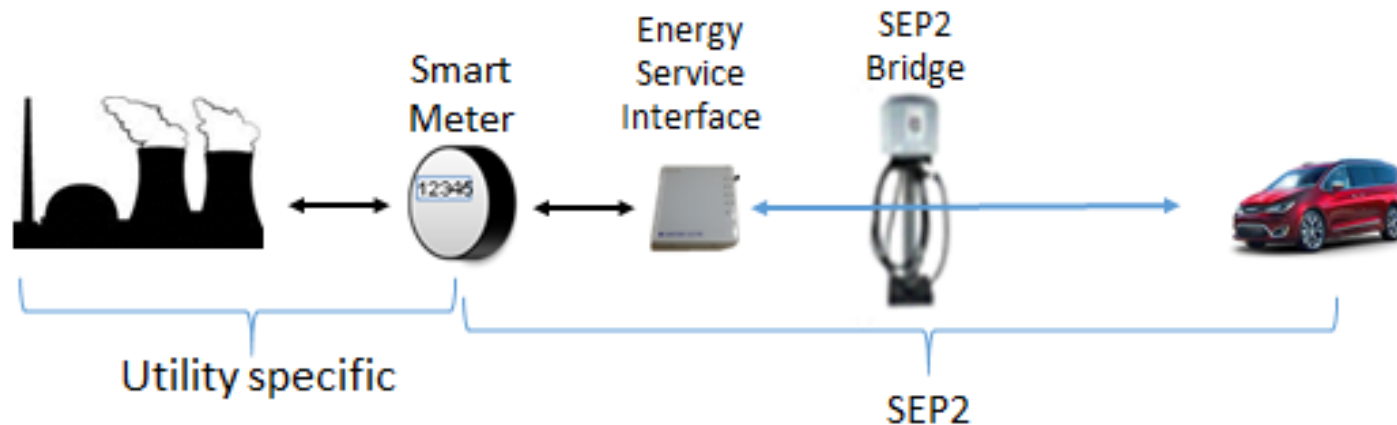 Smart
Meter
Energy
Service
Interface
SEP2
Bridge
12345
Utility specific
SEP2